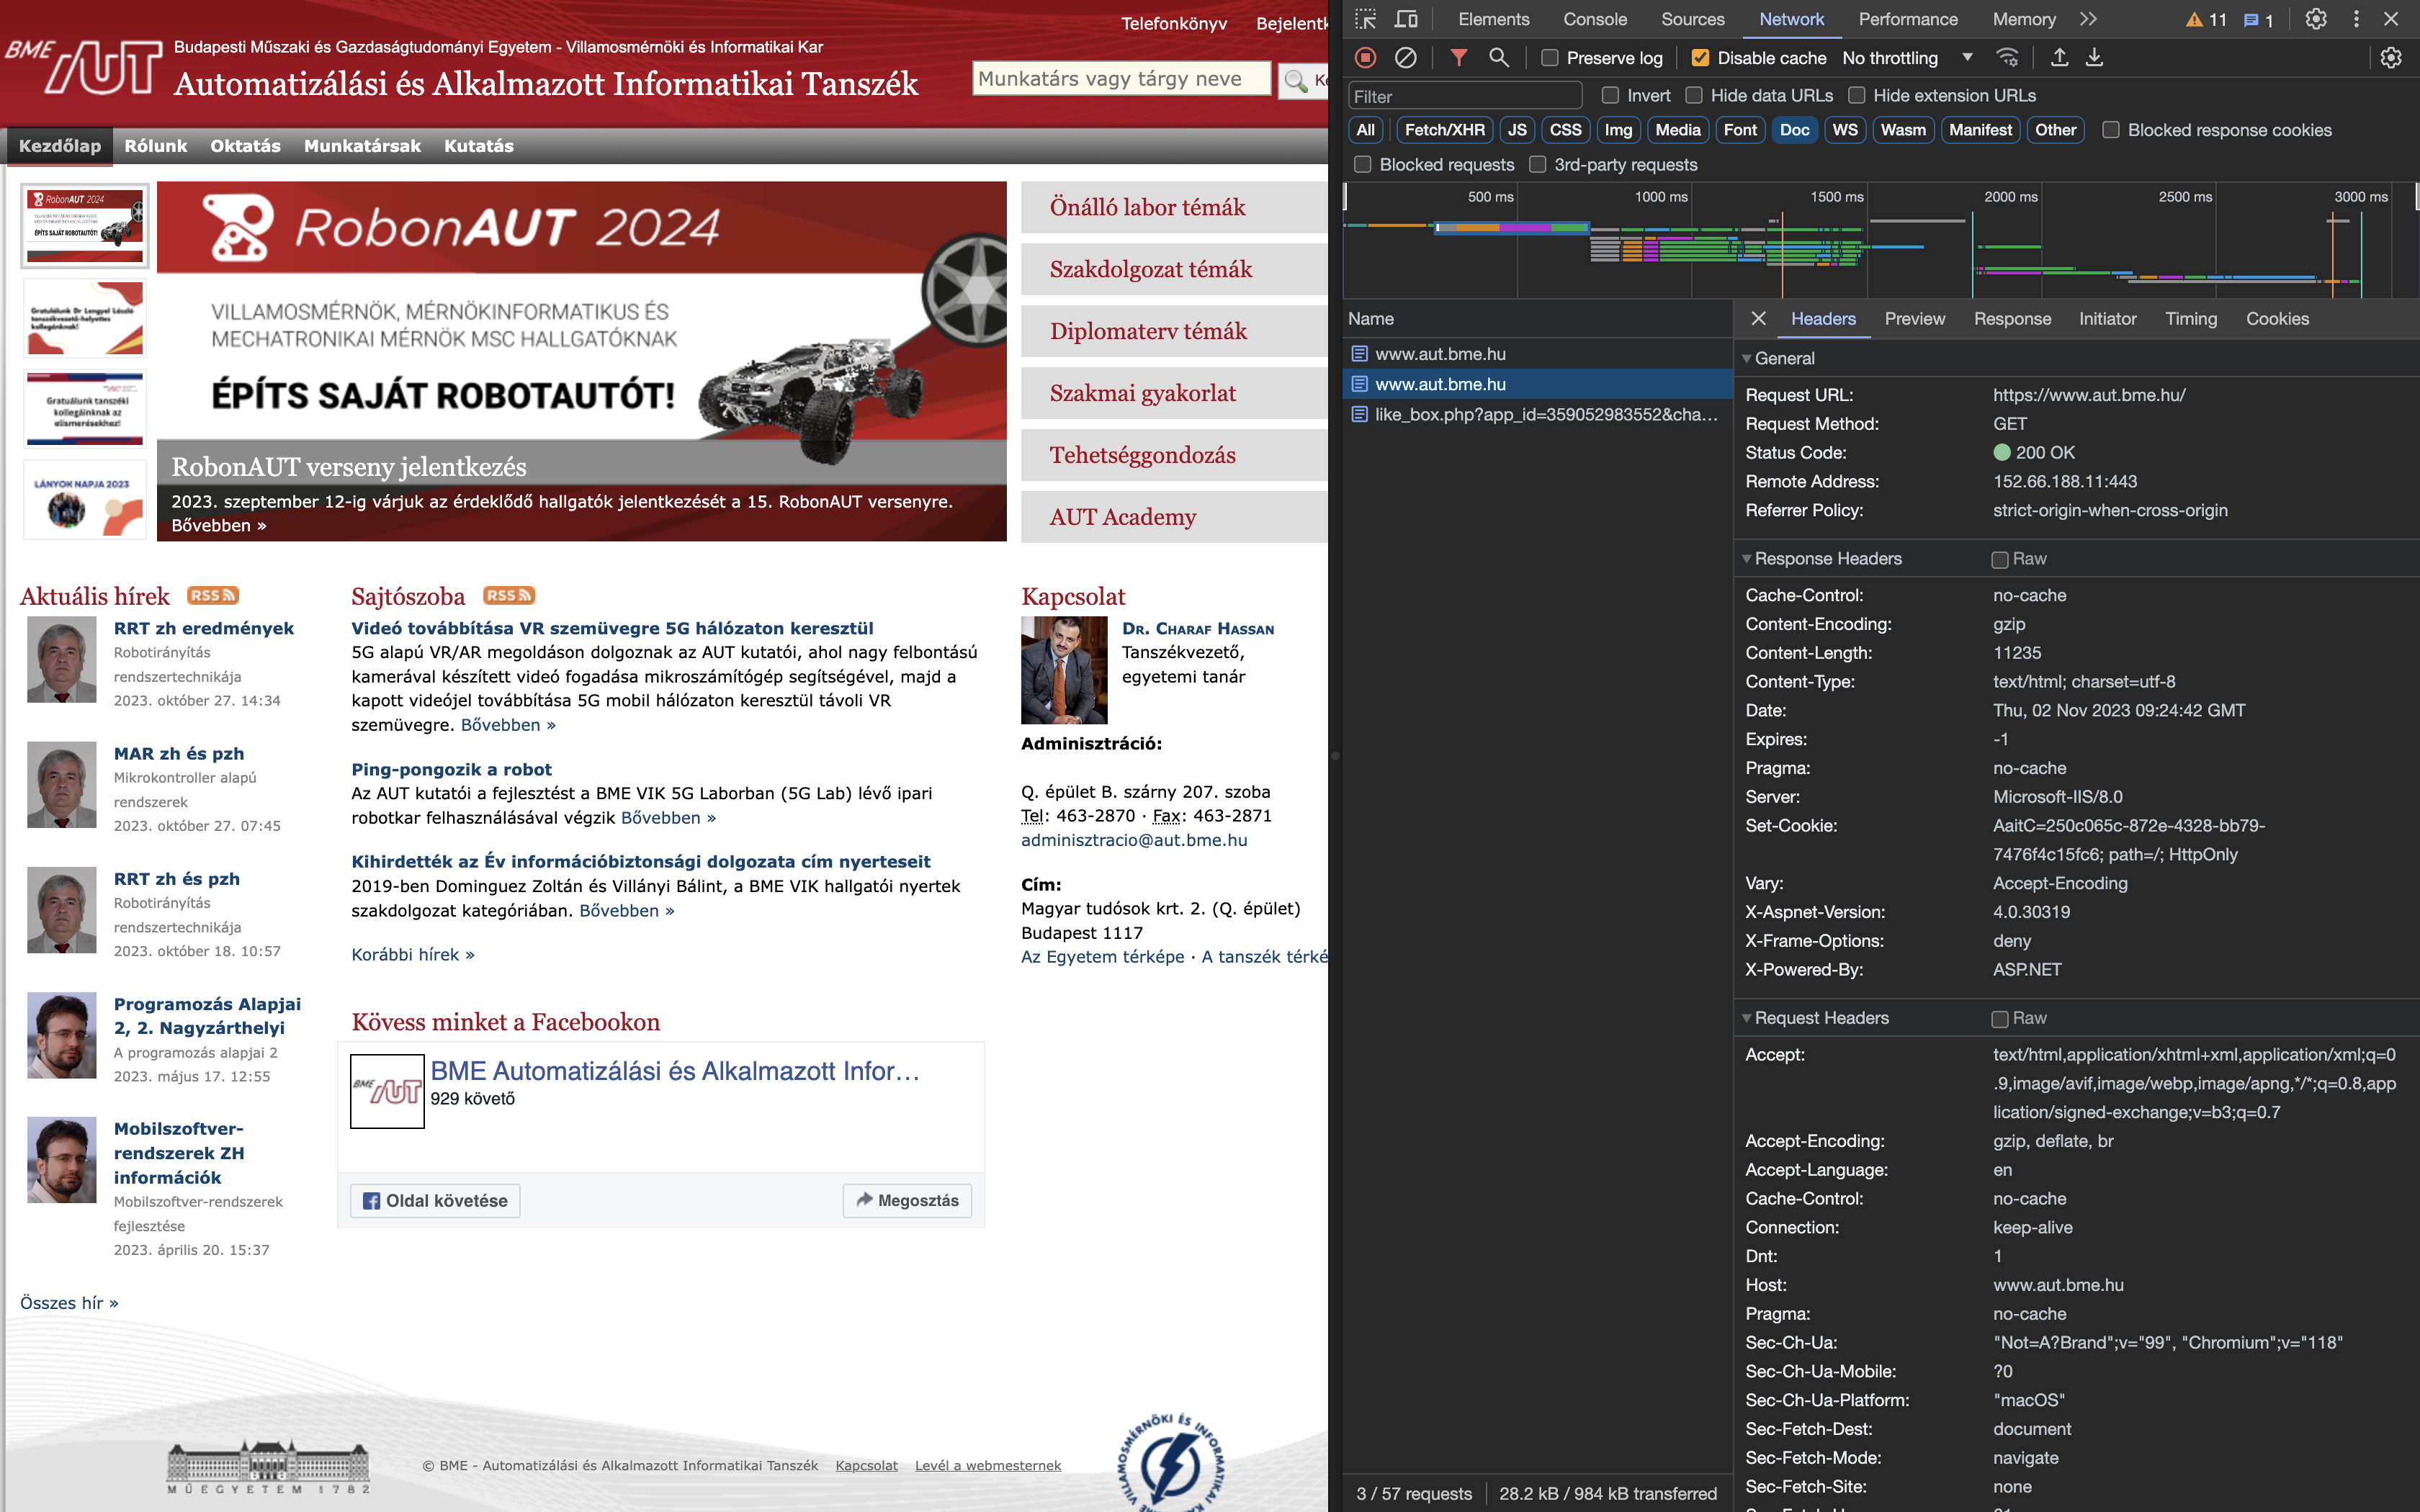 Telefonkönyv
Bejelentk
BME AUT
Budapesti Műszaki és Gazdaságtudományi Egyetem - Villamosmérnöki és Informatikai Kar
Automatizálási és Alkalmazott Informatikai Tanszék
Munkatárs vagy tárgy neve
Ke
Kezdőlap Rólunk Oktatás Munkatársak Kutatás
RobonAUT 2024
ÉPÍTS SAJÁT ROBOTAUTÓT!
Gratulálunk Dr Lengyel László
tanszékvezető-helyettes
kollegánknak!
Gratulálunk tanszéki
kollégáinknak az
elismerésekhez!
LÁNYOK NAPJA 2023
RobonAUT 2024
VILLAMOSMÉRNÖK, MÉRNÖKINFORMATIKUS ÉS
MECHATRONIKAI MÉRNÖK MSC HALLGATÓKNAK
ÉPÍTS SAJÁT ROBOTAUTÓT!
RobonAUT verseny jelentkezés
2023. szeptember 12-ig várjuk az érdeklődő hallgatók jelentkezését a 15. RobonAUT versenyre.
Bővebben »
Önálló labor témák
Szakdolgozat témák
Diplomaterv témák
Szakmai gyakorlat
Tehetséggondozás
AUT Academy
Aktuális hírek RSS
RRT zh eredmények
Robotirányítás
rendszertechnikája
2023. október 27. 14:34
MAR zh és pzh
Mikrokontroller alapú
rendszerek
2023. október 27. 07:45
RRT zh és pzh
Robotirányítás
rendszertechnikája
2023. október 18. 10:57
Programozás Alapjai
2, 2. Nagyzárthelyi
A programozás alapjai 2
2023. május 17. 12:55
Mobilszoftver-
rendszerek ZH
információk
Mobilszoftver-rendszerek
fejlesztése
2023. április 20. 15:37
Összes hír »
Sajtószoba RSS
Videó továbbítása VR szemüvegre 5G hálózaton keresztül
5G alapú VR/AR megoldáson dolgoznak az AUT kutatói, ahol nagy felbontású
kamerával készített videó fogadása mikroszámítógép segítségével, majd a
kapott videójel továbbítása 5G mobil hálózaton keresztül távoli VR
szemüvegre. Bővebben »
Ping-pongozik a robot
Az AUT kutatói a fejlesztést a BME VIK 5G Laborban (5G Lab) lévő ipari
robotkar felhasználásával végzik Bővebben »
Kihirdették az Év információbiztonsági dolgozata cím nyerteseit
2019-ben Dominguez Zoltán és Villányi Bálint, a BME VIK hallgatói nyertek
szakdolgozat kategóriában. Bővebben »
Korábbi hírek »
Kövess minket a Facebookon
BME AUT
BME Automatizálási és Alkalmazott Infor…
929 követő
Oldal követése
Megosztás
Kapcsolat
Dr. Charaf Hassan
Tanszékvezető,
egyetemi tanár
Adminisztráció:
Q. épület B. szárny 207. szoba
Tel: 463-2870 · Fax: 463-2871
adminisztracio@aut.bme.hu
Cím:
Magyar tudósok krt. 2. (Q. épület)
Budapest 1117
Az Egyetem térképe · A tanszék térké
MŰEGYETEM 1782
© BME - Automatizálási és Alkalmazott Informatikai Tanszék Kapcsolat Levél a webmesternek
VILLAMOSMÉRNÖKI ÉS INFORMATIKAI K
Elements Console Sources Network Performance Memory 11 1
Preserve log Disable cache No throttling
Filter Invert Hide data URLs Hide extension URLs
All Fetch/XHR JS CSS Img Media Font Doc WS Wasm Manifest Other Blocked response cookies
Blocked requests 3rd-party requests
500 ms 1000 ms 1500 ms 2000 ms 2500 ms 3000 ms
Name
www.aut.bme.hu
www.aut.bme.hu
like_box.php?app_id=359052983552&cha…
3 / 57 requests 28.2 kB / 984 kB transferred
Headers Preview Response Initiator Timing Cookies
General
Request URL: https://www.aut.bme.hu/
Request Method: GET
Status Code: 200 OK
Remote Address: 152.66.188.11:443
Referrer Policy: strict-origin-when-cross-origin
Response Headers Raw
Cache-Control: no-cache
Content-Encoding: gzip
Content-Length: 11235
Content-Type: text/html; charset=utf-8
Date: Thu, 02 Nov 2023 09:24:42 GMT
Expires: -1
Pragma: no-cache
Server: Microsoft-IIS/8.0
Set-Cookie: AaitC=250c065c-872e-4328-bb79-
7476f4c15fc6; path=/; HttpOnly
Vary: Accept-Encoding
X-Aspnet-Version: 4.0.30319
X-Frame-Options: deny
X-Powered-By: ASP.NET
Request Headers Raw
Accept: text/html,application/xhtml+xml,application/xml;q=0
.9,image/avif,image/webp,image/apng,*/*;q=0.8,app
lication/signed-exchange;v=b3;q=0.7
Accept-Encoding: gzip, deflate, br
Accept-Language: en
Cache-Control: no-cache
Connection: keep-alive
Dnt: 1
Host: www.aut.bme.hu
Pragma: no-cache
Sec-Ch-Ua: "Not=A?Brand";v="99", "Chromium";v="118"
Sec-Ch-Ua-Mobile: ?0
Sec-Ch-Ua-Platform: "macOS"
Sec-Fetch-Dest: document
Sec-Fetch-Mode: navigate
Sec-Fetch-Site: none